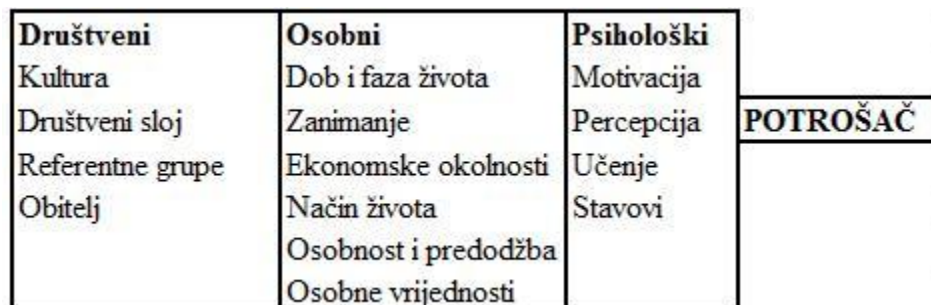 Društveni
Kultura
Društveni sloj
Referentne grupe
Obitelj
Osobni
Dob i faza života
Zanimanje
Ekonomske okolnosti
Način života
Osobnost i predodžba
Osobne vrijednosti
Psihološki
Motivacija
Percepcija
Učenje
Stavovi
POTROŠAČ